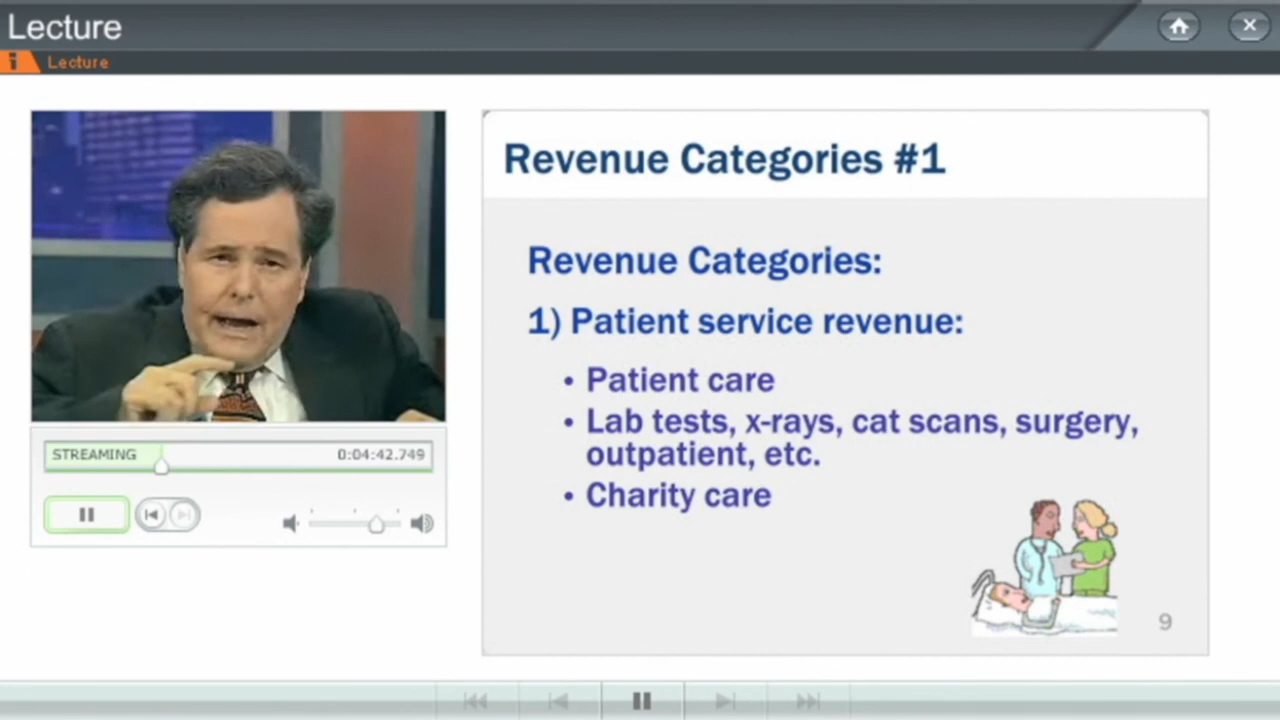 Lecture
i Lecture
Revenue Categories #1
Revenue Categories:
1) Patient service revenue:
• Patient care
• Lab tests, x-rays, cat scans, surgery,
outpatient, etc.
• Charity care
STREAMING 0:04:42.749
9